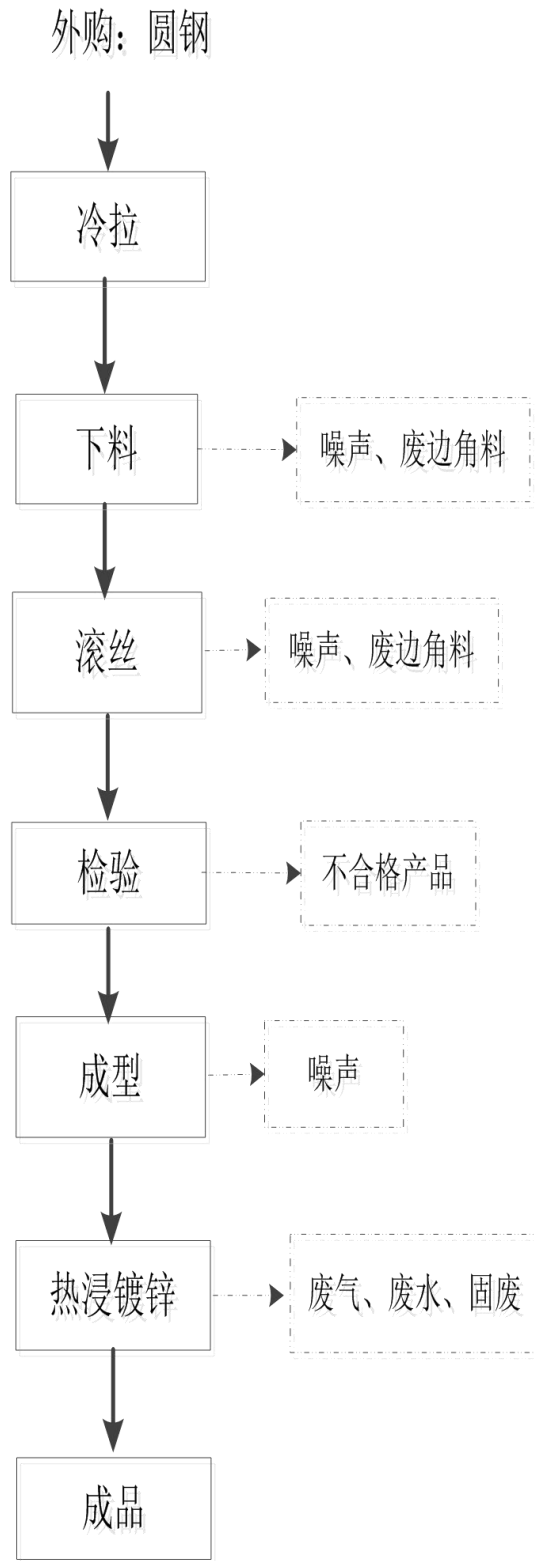 外购：圆钢
冷拉
下料
噪声、废边角料
滚丝
噪声、废边角料
检验
不合格产品
成型
噪声
热浸镀锌
废气、废水、固废
成品